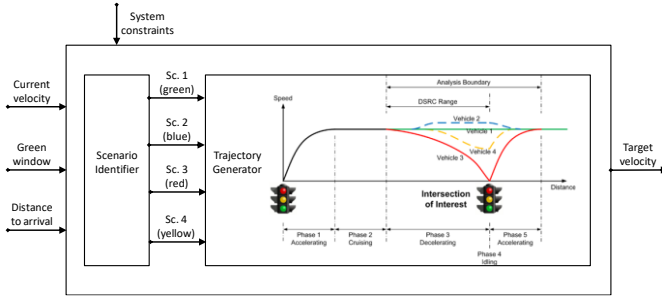 System
constraints
Current
velocity
Green
window
Distance
to arrival
Scenario
Identifier
Sc. 1
(green)
Sc. 2
(blue)
Sc. 3
(red)
Sc. 4
(yellow)
Trajectory
Generator
Analysis Boundary
DSRC Range
Speed
Vehicle 2
Vehicle 1
Vehicle 4
Vehicle 3
Distance
Intersection
of Interest
Phase 1
Accelerating
Phase 2
Cruising
Phase 3
Decelerating
Phase 4
Idling
Phase 5
Accelerating
Target
velocity